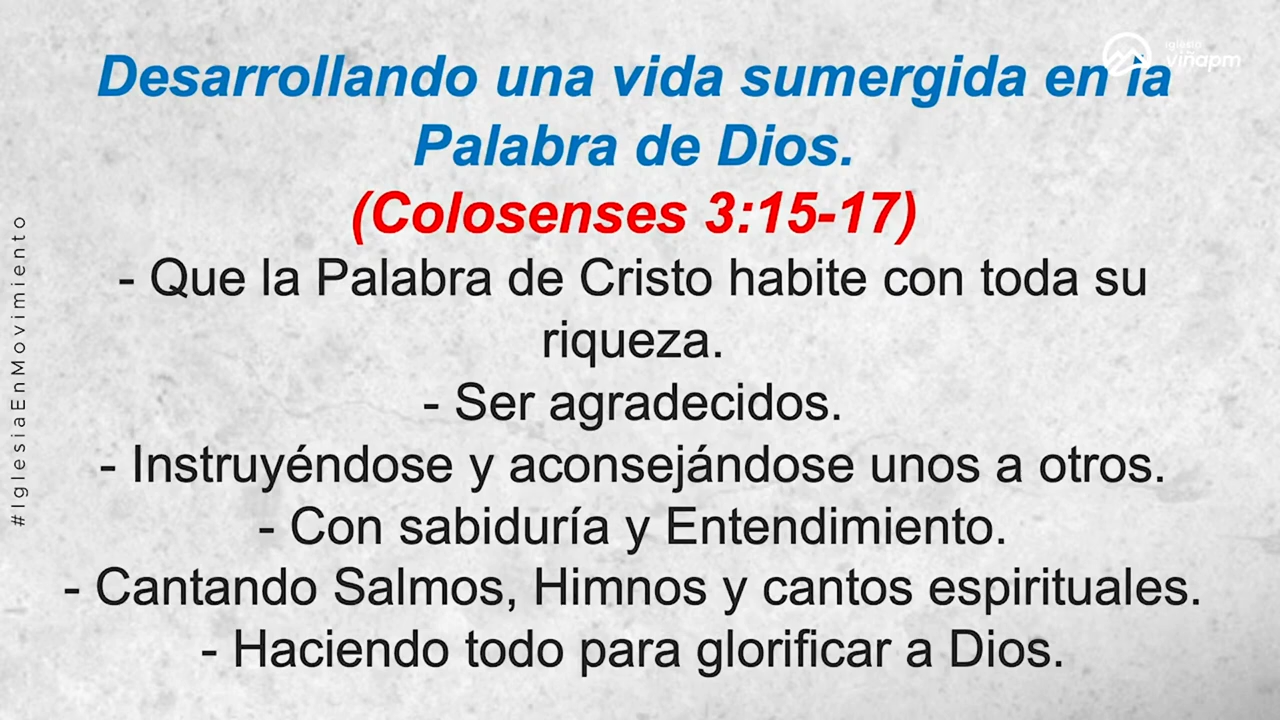 iglesia
viñapm
Desarrollando una vida sumergida en la
Palabra de Dios.
(Colosenses 3:15-17)
- Que la Palabra de Cristo habite con toda su
riqueza.
- Ser agradecidos.
- Instruyéndose y aconsejándose unos a otros.
- Con sabiduría y Entendimiento.
- Cantando Salmos, Himnos y cantos espirituales.
- Haciendo todo para glorificar a Dios.
#IglesiaEnMovimiento